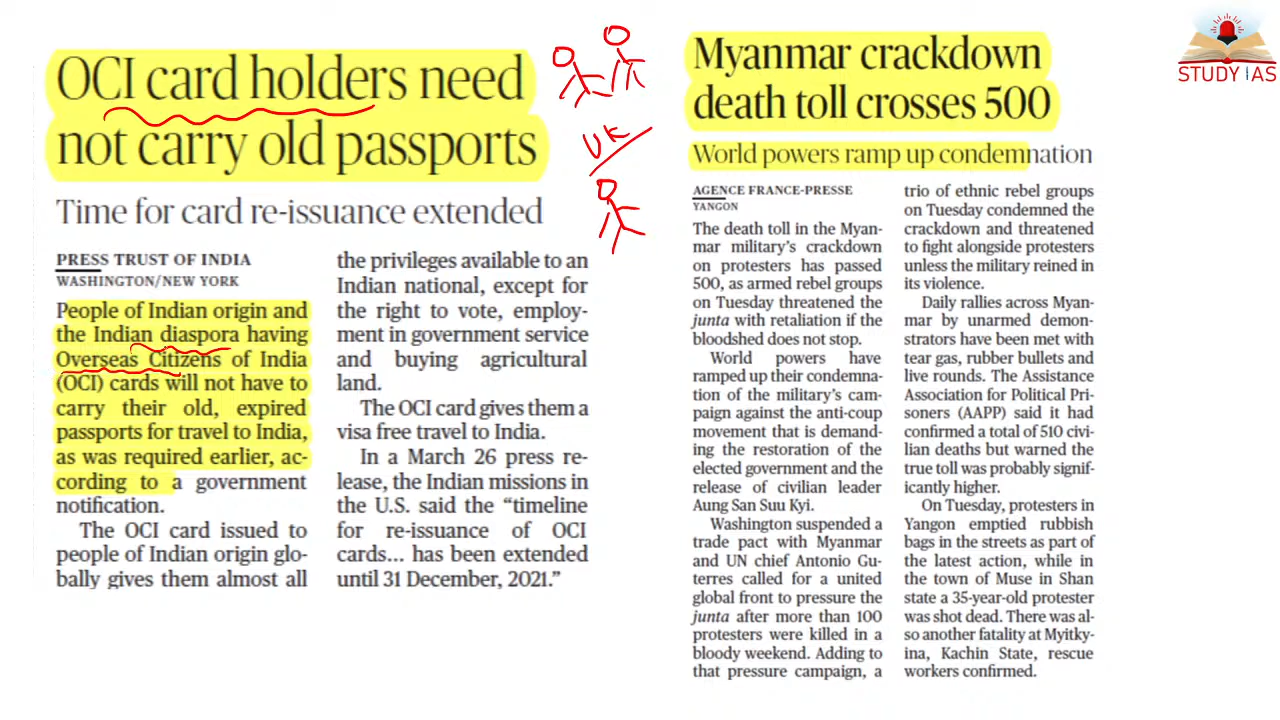 OCI card holders need
not carry old passports
Time for card re-issuance extended
PRESS TRUST OF INDIA
WASHINGTON/NEW YORK
People of Indian origin and
the Indian diaspora having
Overseas Citizens of India
(OCI) cards will not have to
carry their old, expired
passports for travel to India,
as was required earlier, ac-
cording to a government
notification.
The OCI card issued to
people of Indian origin glo-
bally gives them almost all
the privileges available to an
Indian national, except for
the right to vote, employ-
ment in government service
and buying agricultural
land.
The OCI card gives them a
visa free travel to India.
In a March 26 press re-
lease, the Indian missions in
the U.S. said the “timeline
for re-issuance of OCI
cards... has been extended
until 31 December, 2021.”
UK
Myanmar crackdown
death toll crosses 500
World powers ramp up condemnation
AGENCE FRANCE-PRESSE
YANGON
The death toll in the Myan-
mar military’s crackdown
on protesters has passed
500, as armed rebel groups
on Tuesday threatened the
junta with retaliation if the
bloodshed does not stop.
World powers have
ramped up their condemna-
tion of the military’s cam-
paign against the anti-coup
movement that is demand-
ing the restoration of the
elected government and the
release of civilian leader
Aung San Suu Kyi.
Washington suspended a
trade pact with Myanmar
and UN chief Antonio Gu-
terres called for a united
global front to pressure the
junta after more than 100
protesters were killed in a
bloody weekend. Adding to
that pressure campaign, a
trio of ethnic rebel groups
on Tuesday condemned the
crackdown and threatened
to fight alongside protesters
unless the military reined in
its violence.
Daily rallies across Myan-
mar by unarmed demon-
strators have been met with
tear gas, rubber bullets and
live rounds. The Assistance
Association for Political Pri-
soners (AAPP) said it had
confirmed a total of 510 civi-
lian deaths but warned the
true toll was probably signif-
icantly higher.
On Tuesday, protesters in
Yangon emptied rubbish
bags in the streets as part of
the latest action, while in
the town of Muse in Shan
state a 35-year-old protester
was shot dead. There was al-
so another fatality at Myitky-
ina, Kachin State, rescue
workers confirmed.
STUDY IAS